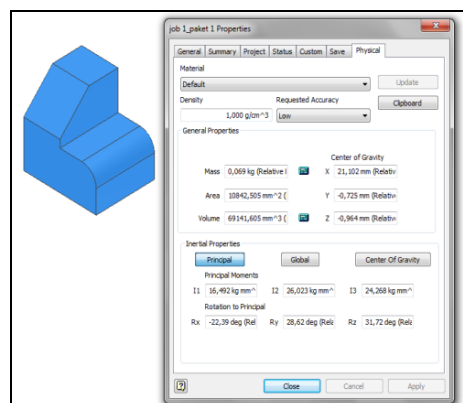 job 1_paket 1 Properties
General Summary Project Status Custom Save Physical
Material
Default Update
Density Requested Accuracy
1,000 g/cm^3 Low Clipboard
General Properties
Center of Gravity
Mass 0,069 kg (Relative I X 21,102 mm (Relativ
Area 10842,505 mm^2 ( Y -0,725 mm (Relativ
Volume 69141,605 mm^3 ( Z -0,964 mm (Relativ
Inertial Properties
Principal Global Center Of Gravity
Principal Moments
I1 16,492 kg mm^ I2 26,023 kg mm^ I3 24,268 kg mm^
Rotation to Principal
Rx -22,39 deg (Rel Ry 28,62 deg (Rela Rz 31,72 deg (Rela
? Close Cancel Apply